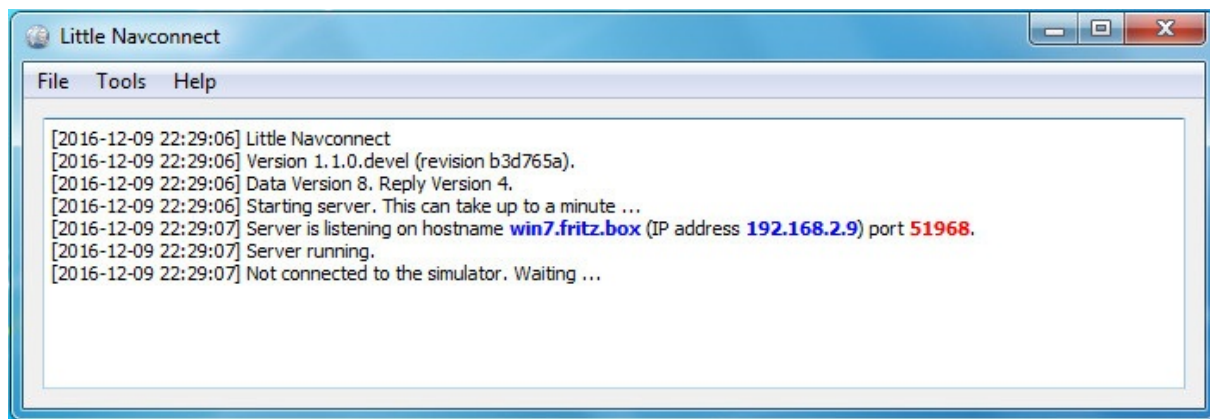 Little Navconnect
File Tools Help
[2016-12-09 22:29:06] Little Navconnect
[2016-12-09 22:29:06] Version 1.1.0.devel (revision b3d765a).
[2016-12-09 22:29:06] Data Version 8. Reply Version 4.
[2016-12-09 22:29:06] Starting server. This can take up to a minute ...
[2016-12-09 22:29:07] Server is listening on hostname win7.fritz.box (IP address 192.168.2.9) port 51968.
[2016-12-09 22:29:07] Server running.
[2016-12-09 22:29:07] Not connected to the simulator. Waiting ...